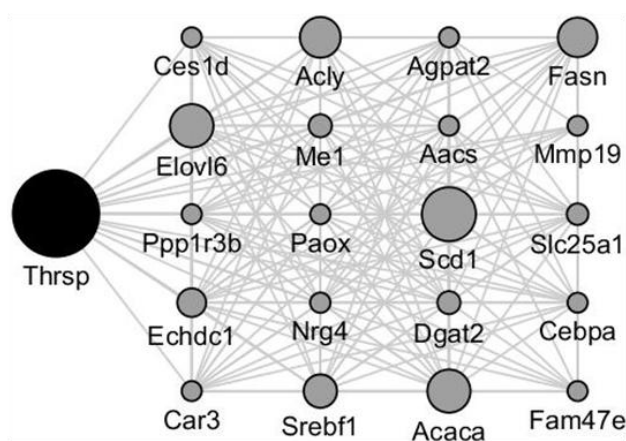 Ces1d Acly Agpat2 Fasn
Elovl6 Me1 Aacs Mmp19
Thrsp Ppp1r3b Paox Scd1 Slc25a1
Echdc1 Nrg4 Dgat2 Cebpa
Car3 Srebf1 Acaca Fam47e